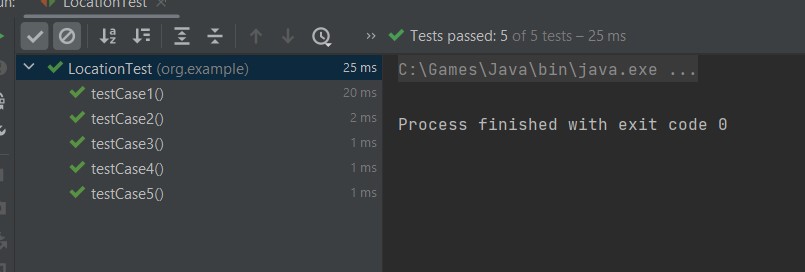 un: LocationTest ×
» Tests passed: 5 of 5 tests – 25 ms
LocationTest (org.example) 25 ms
testCase1() 20 ms
testCase2() 2 ms
testCase3() 1 ms
testCase4() 1 ms
testCase5() 1 ms
C:\Games\Java\bin\java.exe ...
Process finished with exit code 0